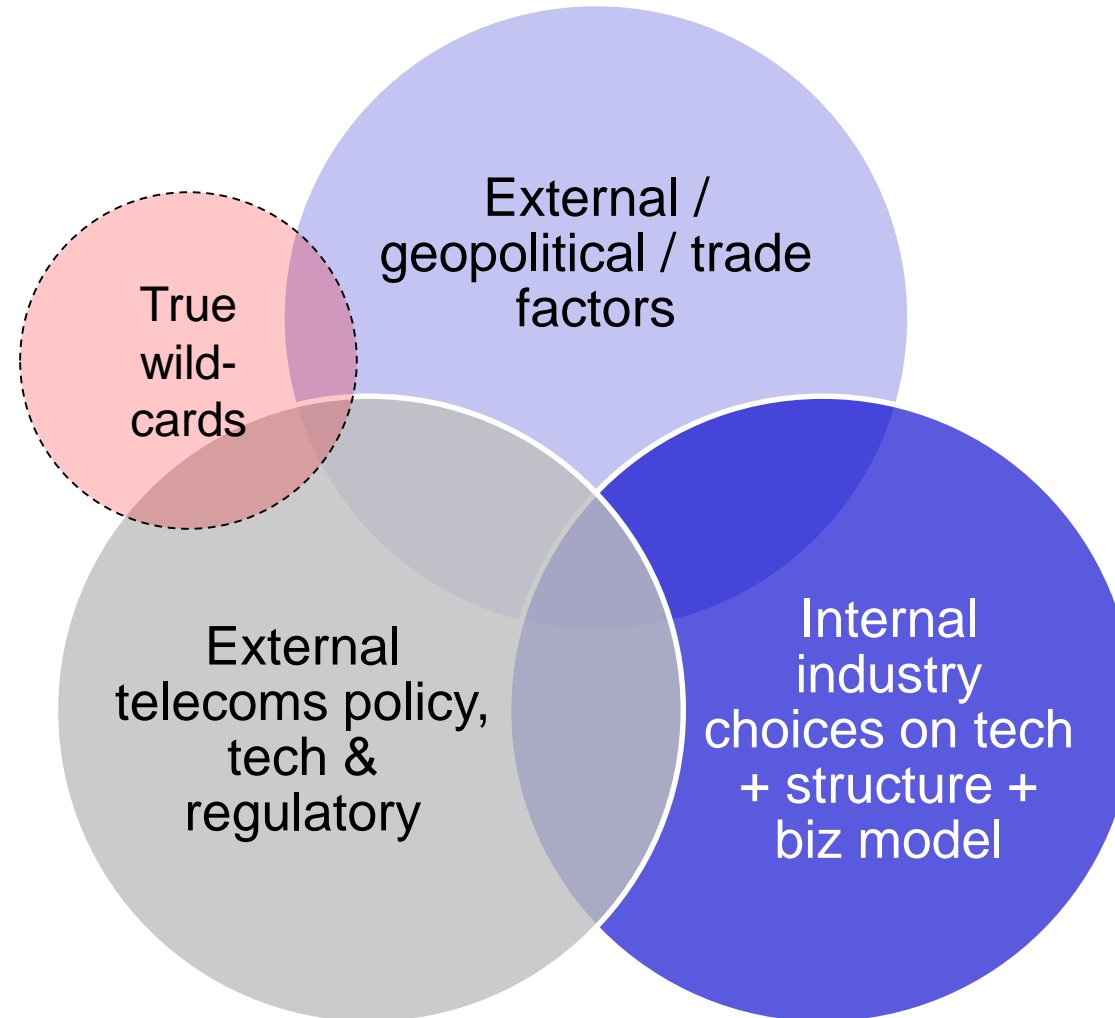 External /
geopolitical / trade
factors
True
wild-
cards
External
telecoms policy,
tech &
regulatory
Internal
industry
choices on tech
+ structure +
biz model